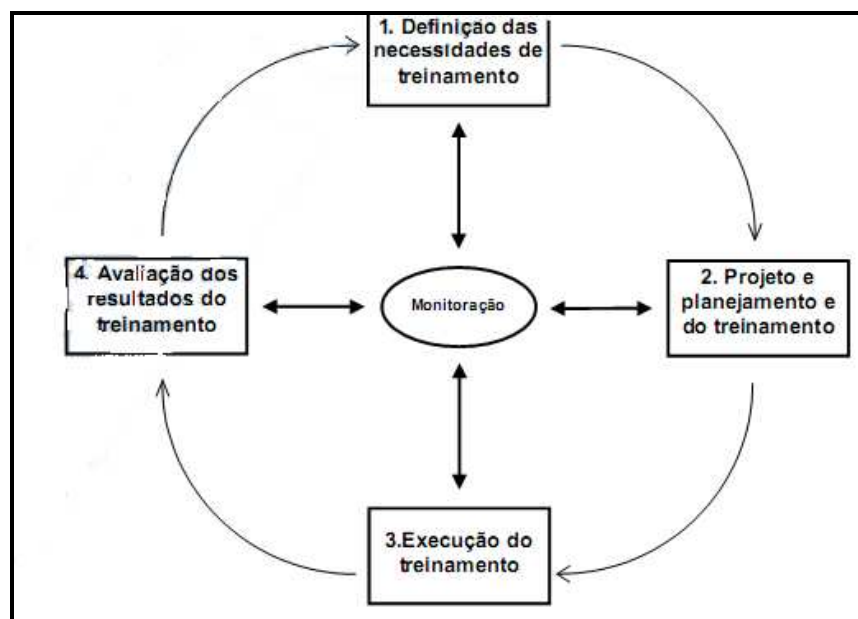 1. Definição das
necessidades de
treinamento
4. Avaliação dos
resultados do
treinamento
Monitoração
2. Projeto e
planejamento e
do treinamento
3.Execução do
treinamento